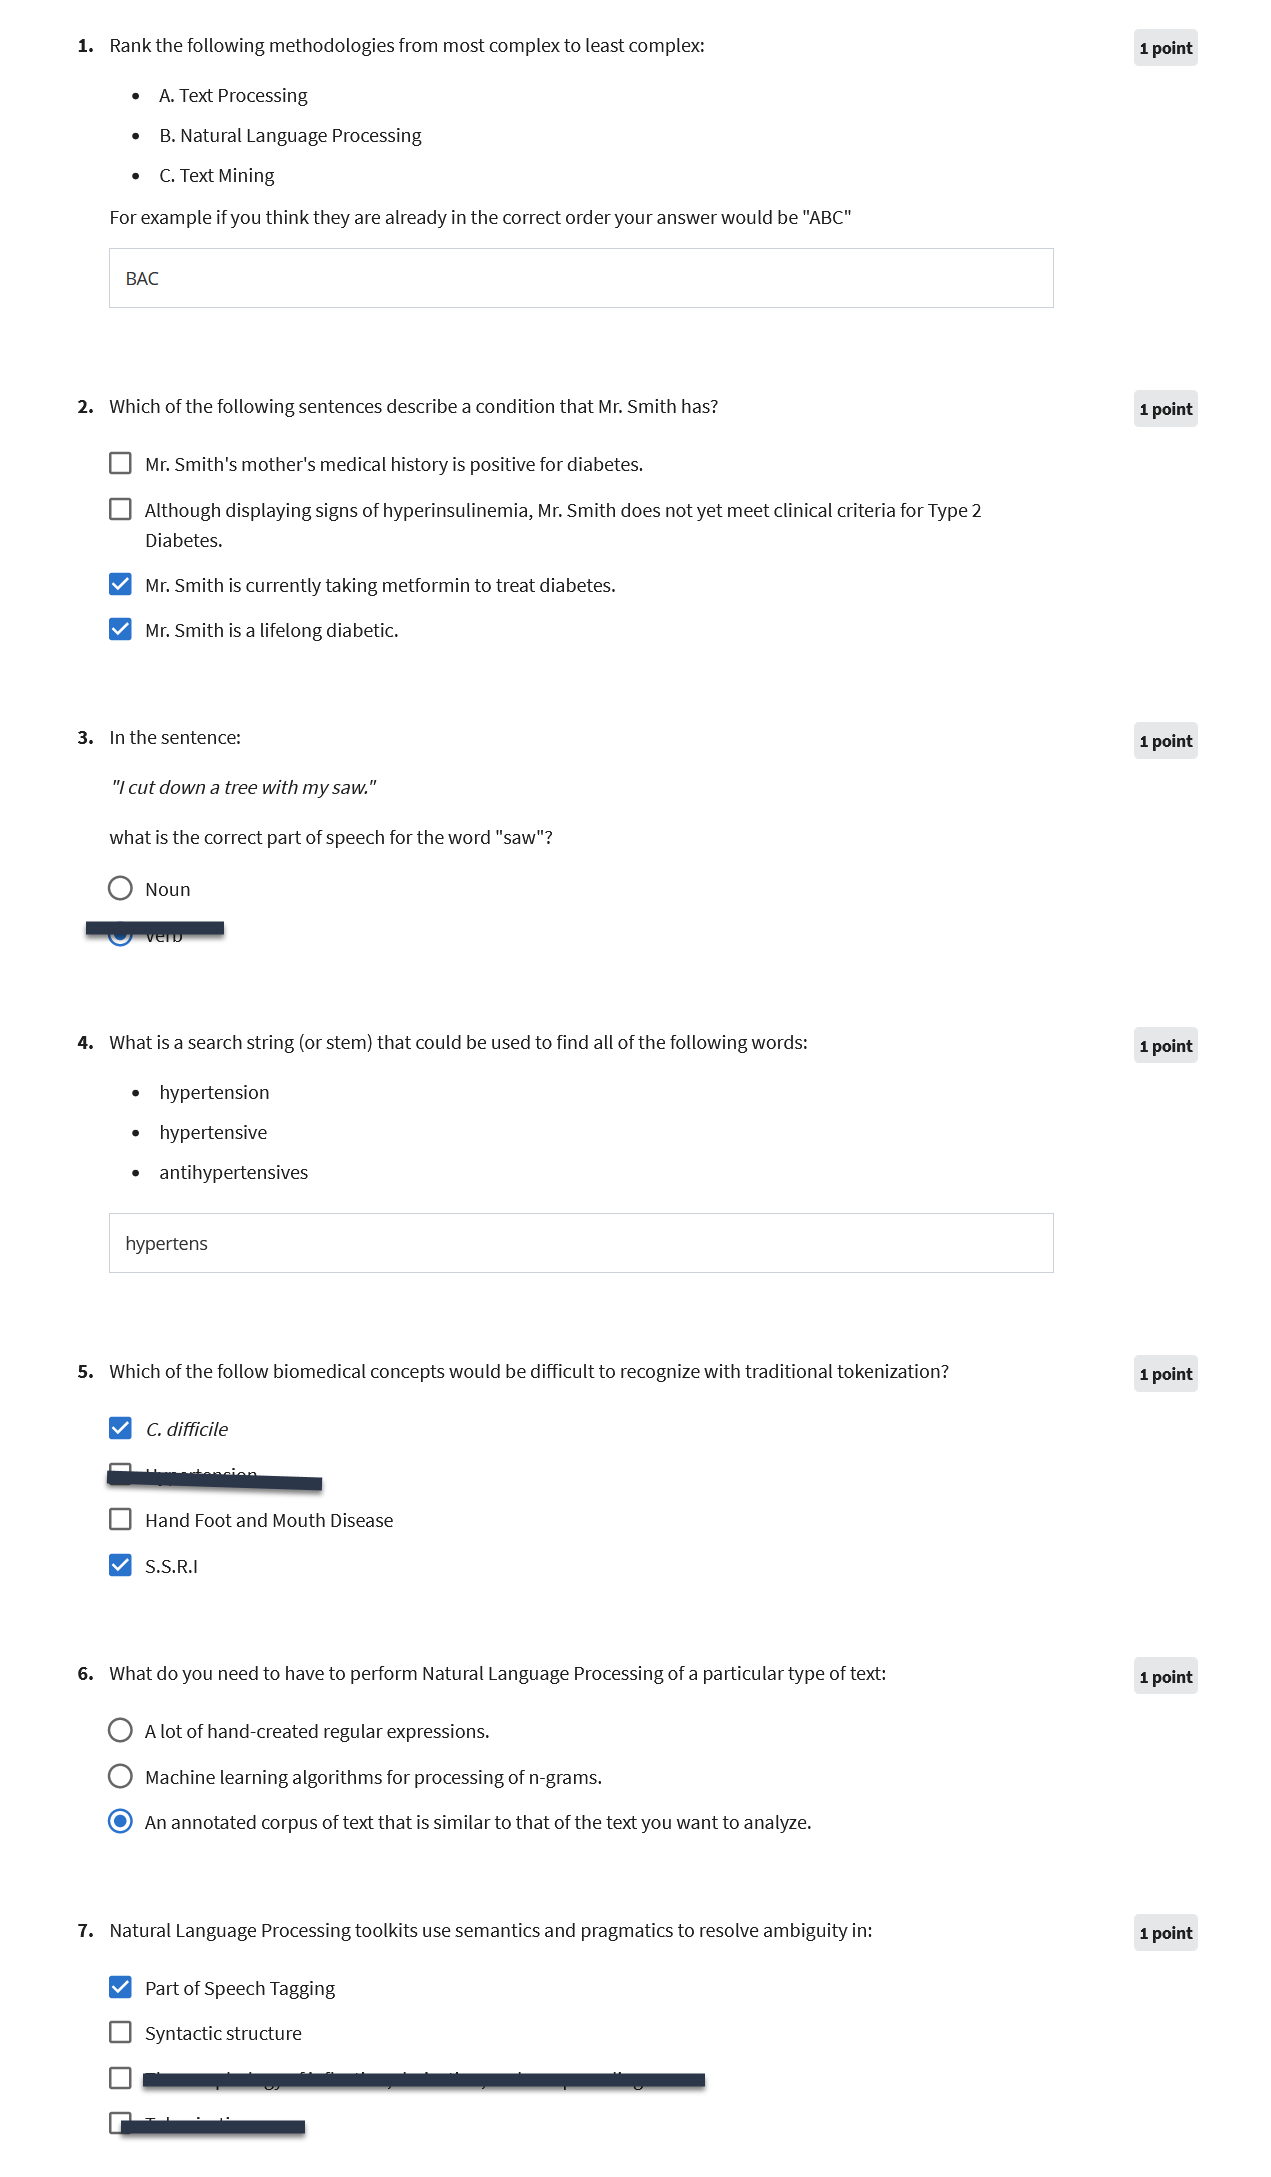 1. Rank the following methodologies from most complex to least complex:
1 point
• A. Text Processing
• B. Natural Language Processing
• C. Text Mining
For example if you think they are already in the correct order your answer would be "ABC"
BAC
2. Which of the following sentences describe a condition that Mr. Smith has?
1 point
Mr. Smith's mother's medical history is positive for diabetes.
Although displaying signs of hyperinsulinemia, Mr. Smith does not yet meet clinical criteria for Type 2
Diabetes.
Mr. Smith is currently taking metformin to treat diabetes.
Mr. Smith is a lifelong diabetic.
3. In the sentence:
1 point
"I cut down a tree with my saw."
what is the correct part of speech for the word "saw"?
Noun
Verb
4. What is a search string (or stem) that could be used to find all of the following words:
1 point
• hypertension
• hypertensive
• antihypertensives
hypertens
5. Which of the follow biomedical concepts would be difficult to recognize with traditional tokenization?
1 point
C. difficile
Hypertension
Hand Foot and Mouth Disease
S.S.R.I
6. What do you need to have to perform Natural Language Processing of a particular type of text:
1 point
A lot of hand-created regular expressions.
Machine learning algorithms for processing of n-grams.
An annotated corpus of text that is similar to that of the text you want to analyze.
7. Natural Language Processing toolkits use semantics and pragmatics to resolve ambiguity in:
1 point
Part of Speech Tagging
Syntactic structure